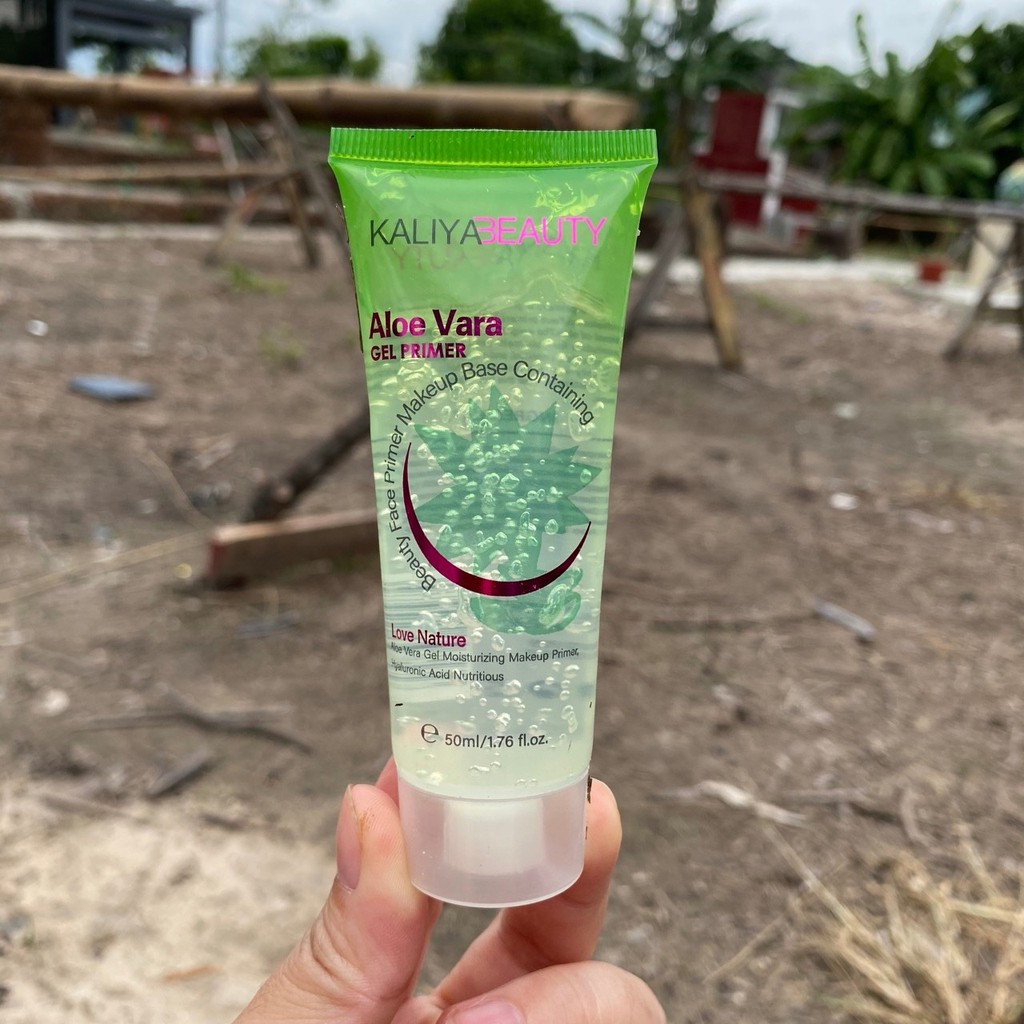 KALIYABEAUTY
Aloe Vara
GEL PRIMER
Beauty Face Primer Makeup Base Containing
Love Nature
Aloe Vera Gel Moisturizing Makeup Primer,
Hyaluronic Acid Nutritious
℮ 50ml/1.76 fl.oz.